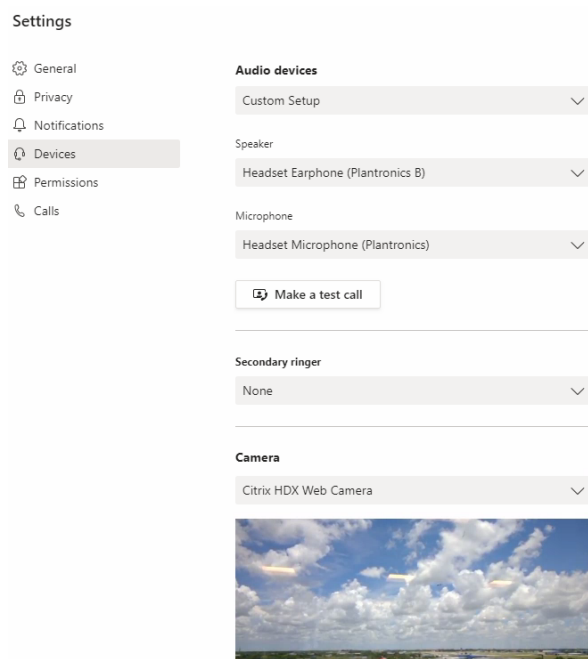 Settings
General
Privacy
Notifications
Devices
Permissions
Calls
Audio devices
Custom Setup
Speaker
Headset Earphone (Plantronics B)
Microphone
Headset Microphone (Plantronics)
Make a test call
Secondary ringer
None
Camera
Citrix HDX Web Camera